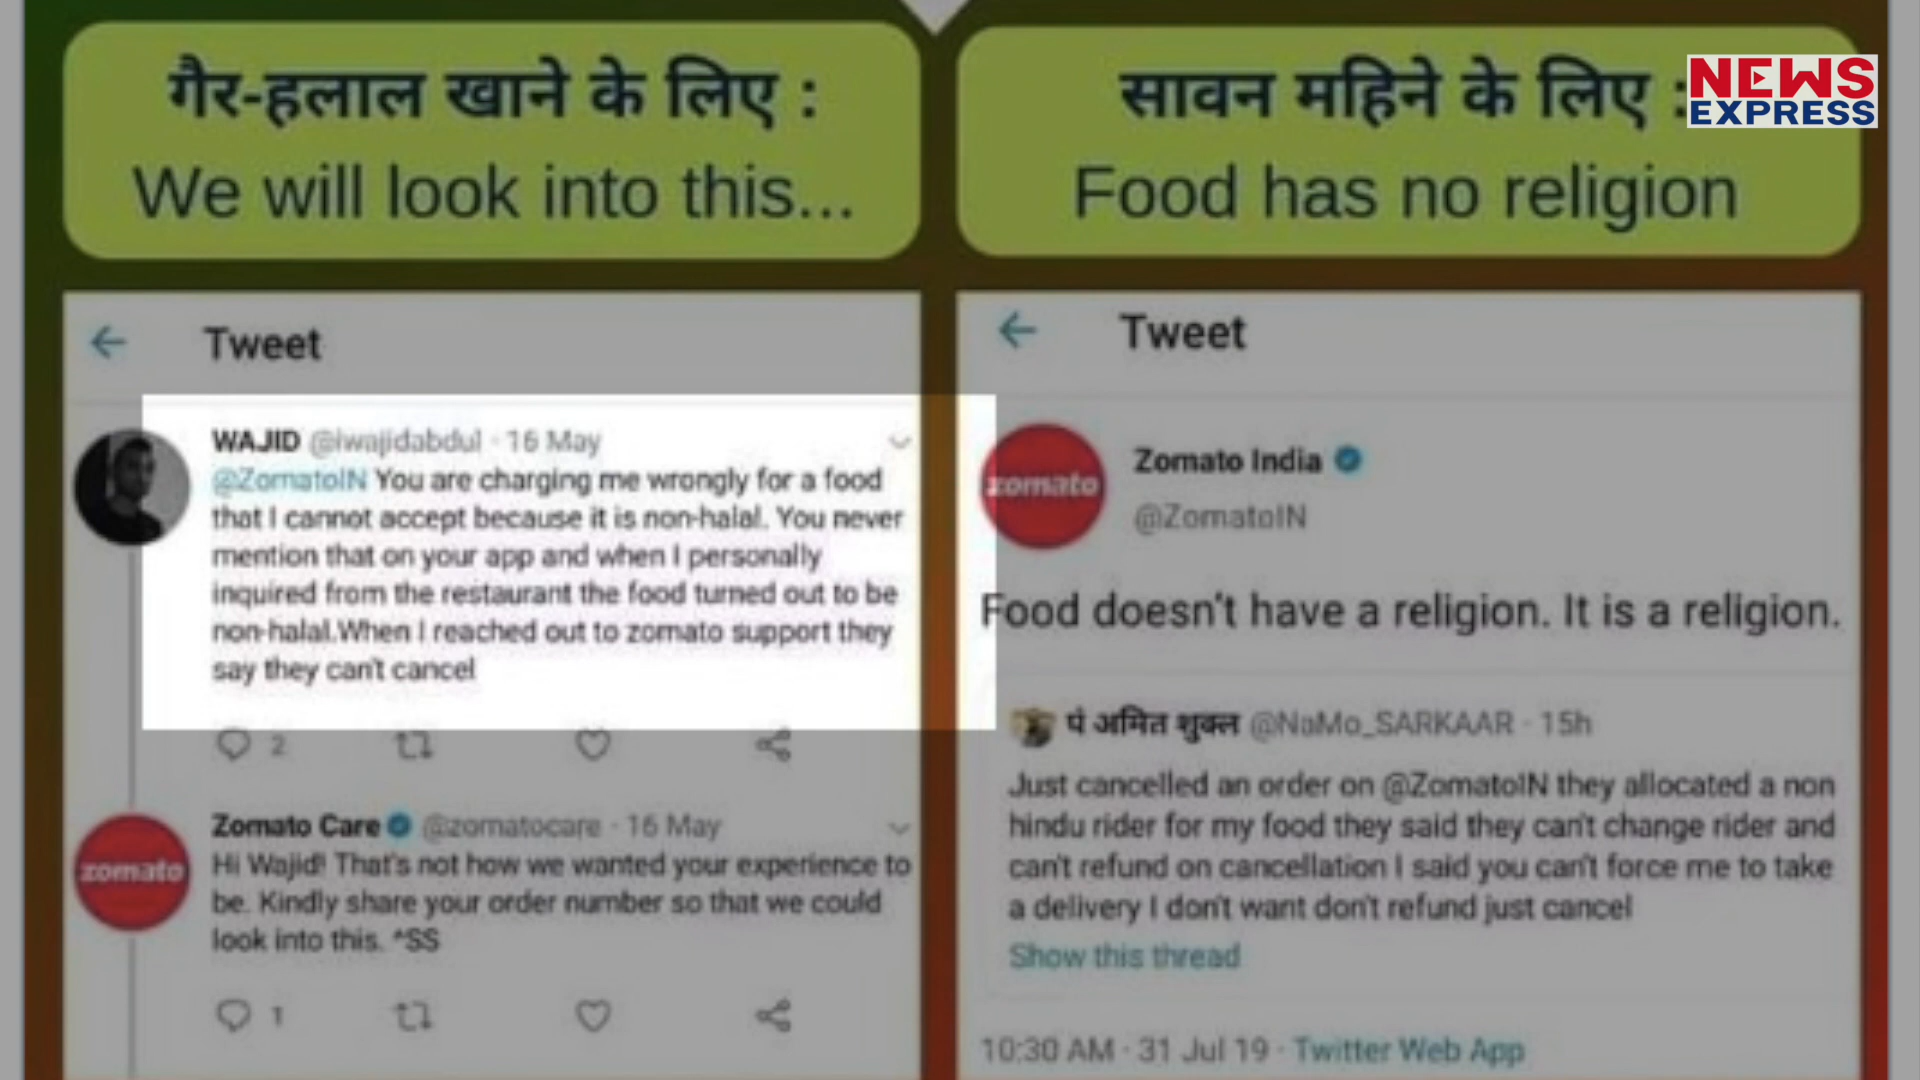 गैर-हलाल खाने के लिए :
We will look into this...
सावन महिने के लिए :
Food has no religion
NEWS
EXPRESS
Tweet
WAJID @iwajidabdul · 16 May
@ZomatoIN You are charging me wrongly for a food
that I cannot accept because it is non-halal. You never
mention that on your app and when I personally
inquired from the restaurant the food turned out to be
non-halal.When I reached out to zomato support they
say they can't cancel
2
zomato
Zomato Care @zomatocare · 16 May
Hi Wajid! That's not how we wanted your experience to
be. Kindly share your order number so that we could
look into this. ^SS
1
Tweet
zomato
Zomato India
@ZomatoIN
Food doesn't have a religion. It is a religion.
पं अमित शुक्ल @NaMo_SARKAAR · 15h
Just cancelled an order on @ZomatoIN they allocated a non
hindu rider for my food they said they can't change rider and
can't refund on cancellation I said you can't force me to take
a delivery I don't want don't refund just cancel
Show this thread
10:30 AM · 31 Jul 19 · Twitter Web App